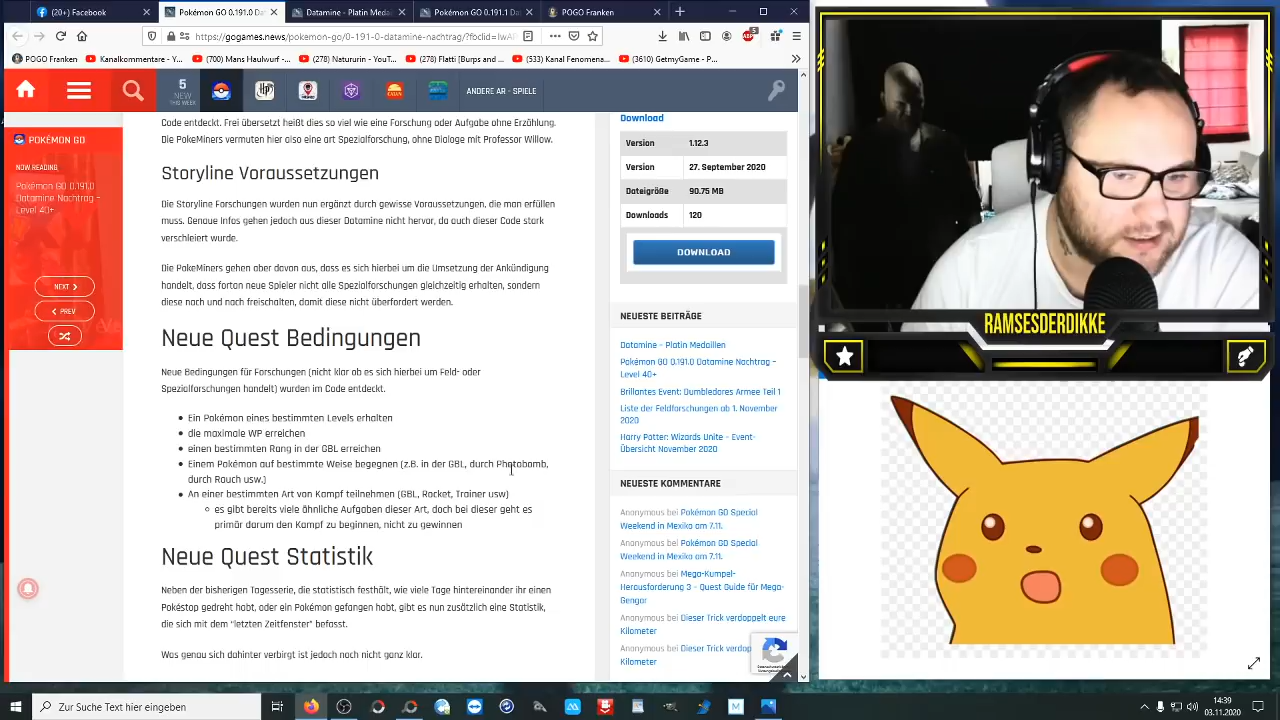 (20+) Facebook
Pokémon GO 0.191.0 Dat
Datamine - Platin Medai
Pokémon GO 0.191.1 Dat
POGO Franken
https://gogames.news/pokemon-go/0-191-0-datamine-nachtrag/?fbclid=IwAR
POGO Franken
Kanalkommentare - Y...
(700) Mans Haulwurf -...
(278) Natururin - YouT...
(278) Flatti [Burps and ...
(533) Kanal Fenomena...
(3610) GetmyGame - P...
5
THIS WEEK
ANDERE AR - SPIELE
POKÉMON GO
NOW READING
Pokémon GO 0.191.0
Datamine Nachtrag –
Level 40+
NEXT
PREV
Code entdeckt. Frei übersetzt heißt dies so viel wie eine Forschung oder Aufgabe ohne Erzählung.
Die PokeMiners vermuten hier also eine art Spezialforschung, ohne Dialoge mit Professor Willow.
Storyline Voraussetzungen
Die Storyline Forschungen wurden nun ergänzt durch gewisse Voraussetzungen, die man erfüllen
muss. Genaue Infos gehen jedoch aus dieser Datamine nicht hervor, da auch dieser Code stark
verschleiert wurde.
Die PokeMiners gehen aber davon aus, dass es sich hierbei um die Umsetzung der Ankündigung
handelt, dass fortan neue Spieler nicht alle Spezialforschungen gleichzeitig erhalten, sondern
diese nach und nach freischalten, damit diese nicht überfordert werden.
Neue Quest Bedingungen
Neue Bedingungen für Forschungen (nicht klar ob es sihn hierbei um Feld- oder
Spezialforschungen handelt) wurden im Code entdeckt.
Ein Pokémon eines bestimmten Levels erhalten
die maximale WP erreichen
einen bestimmten Rang in der GBL erreichen
Einem Pokémon auf bestimmte Weise begegnen (z.B. in der GBL, durch Photobomb,
durch Rauch usw.)
An einer bestimmten Art von Kampf teilnehmen (GBL, Rocket, Trainer usw)
es gibt bereits viele ähnliche Aufgaben dieser Art, doch bei dieser geht es
primär darum den Kampf zu beginnen, nicht zu gewinnen
Neue Quest Statistik
Neben der bisherigen Tagesserie, die statistisch festhält, wie viele Tage hintereinander ihr einen
Pokéstop gedreht habt, oder ein Pokémon gefangen habt, gibt es nun zusätzlich eine Statistik,
die sich mit dem "letzten Zeitfenster" befasst.
Was genau sich dahinter verbirgt ist jedoch noch nicht ganz klar.
Download
Version 1.12.3
Version 27. September 2020
Dateigröße 90.75 MB
Downloads 120
DOWNLOAD
NEUESTE BEITRÄGE
Datamine – Platin Medaillen
Pokémon GO 0.191.0 Datamine Nachtrag –
Level 40+
Brillantes Event: Dumbledores Armee Teil 1
Liste der Feldforschungen ab 1. November
2020
Harry Potter: Wizards Unite – Event-
Übersicht November 2020
NEUESTE KOMMENTARE
Anonymous bei Pokémon GO Special
Weekend in Mexiko am 7.11.
Anonymous bei Pokémon GO Special
Weekend in Mexiko am 7.11.
Anonymous bei Mega-Kumpel-
Herausforderung 3 – Quest Guide für Mega-
Gengar
Anonymous bei Dieser Trick verdoppelt eure
Kilometer
Anonymous bei Dieser Trick verdop
Kilometer
RAMSESDERDIKKE
Zur Suche Text hier eingeben
14:39
03.11.2020